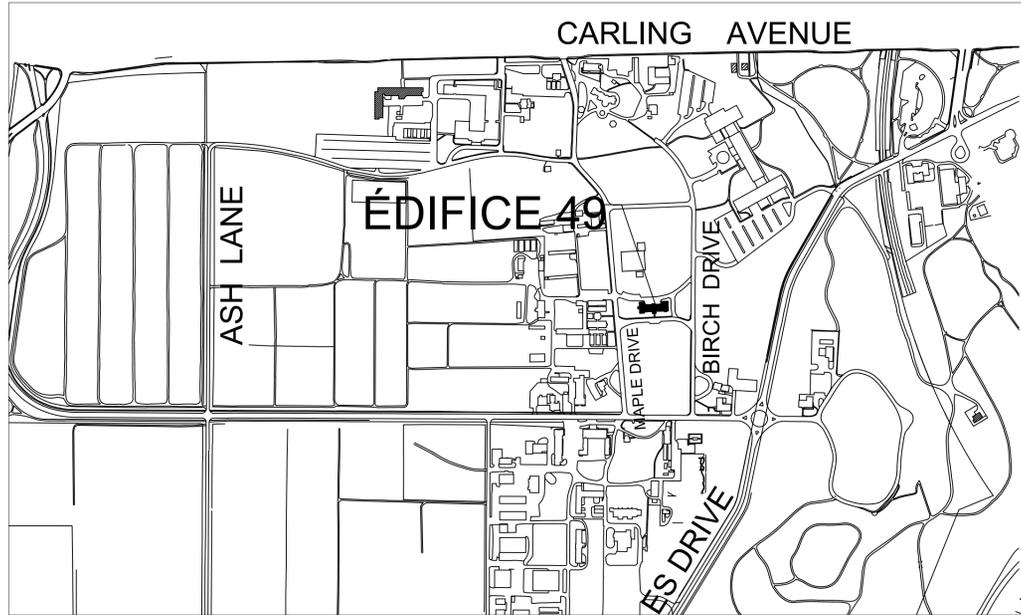 CARLING AVENUE
ÉDIFICE 49
ASH LANE
BIRCH DRIVE
MAPLE DRIVE
ES DRIVE